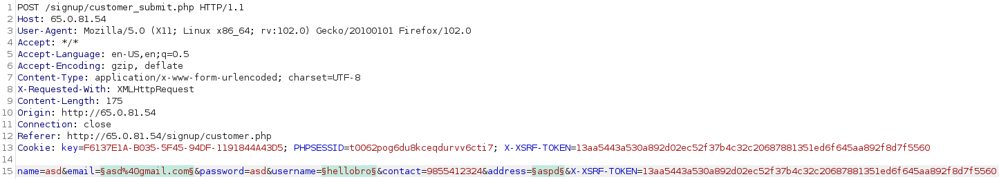 1 POST /signup/customer_submit.php HTTP/1.1
2 Host: 65.0.81.54
3 User-Agent: Mozilla/5.0 (X11; Linux x86_64; rv:102.0) Gecko/20100101 Firefox/102.0
4 Accept: */*
5 Accept-Language: en-US,en;q=0.5
6 Accept-Encoding: gzip, deflate
7 Content-Type: application/x-www-form-urlencoded; charset=UTF-8
8 X-Requested-With: XMLHttpRequest
9 Content-Length: 175
10 Origin: http://65.0.81.54
11 Connection: close
12 Referer: http://65.0.81.54/signup/customer.php
13 Cookie: key=F6137E1A-B035-5F45-94DF-1191844A43D5; PHPSESSID=t0062pog6du8kceqdurvv6cti7; X-XSRF-TOKEN=13aa5443a530a892d02ec52f37b4c32c20687881351ed6f645aa892f8d7f5560
14
15 name=asd&email=§asd%40gmail.com§&password=asd&username=§hellobro§&contact=9855412324&address=§aspd§&X-XSRF-TOKEN=13aa5443a530a892d02ec52f37b4c32c20687881351ed6f645aa892f8d7f5560